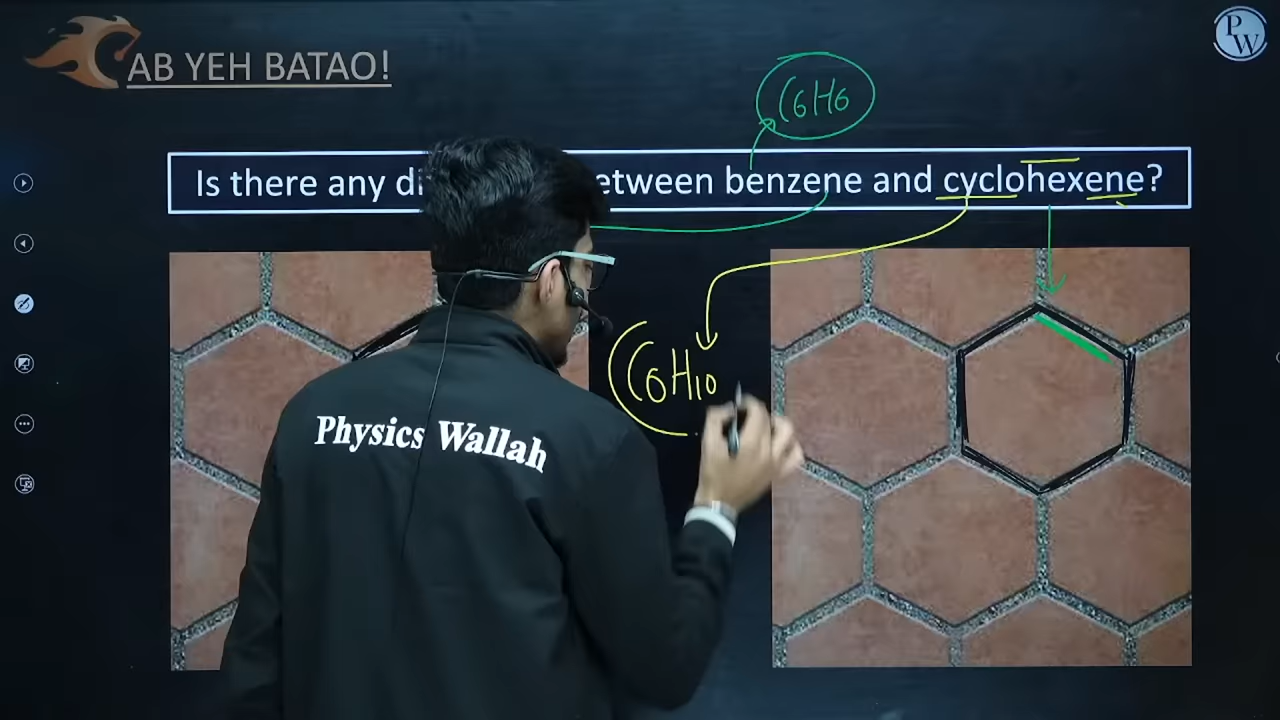 PW
AB YEH BATAO!
C6H6
Is there any di etween benzene and cyclohexene?
C6H10
Physics Wallah